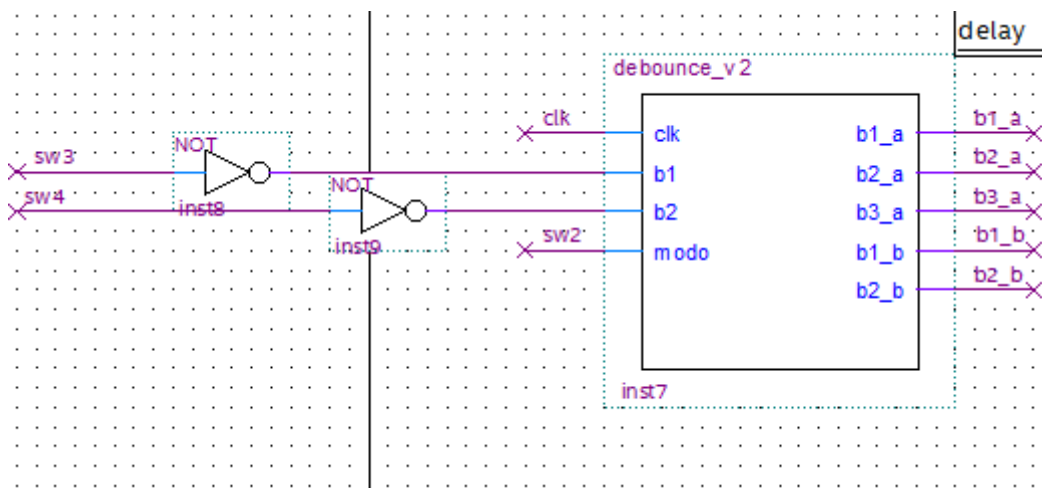 delay
debounce_v2
clk
clk
b1_a
b1_a
NOT
sw3
b1
b2_a
b2_a
NOT
sw4
inst8
b2
b3_a
b3_a
inst9
sw2
modo
b1_b
b1_b
b2_b
b2_b
inst7